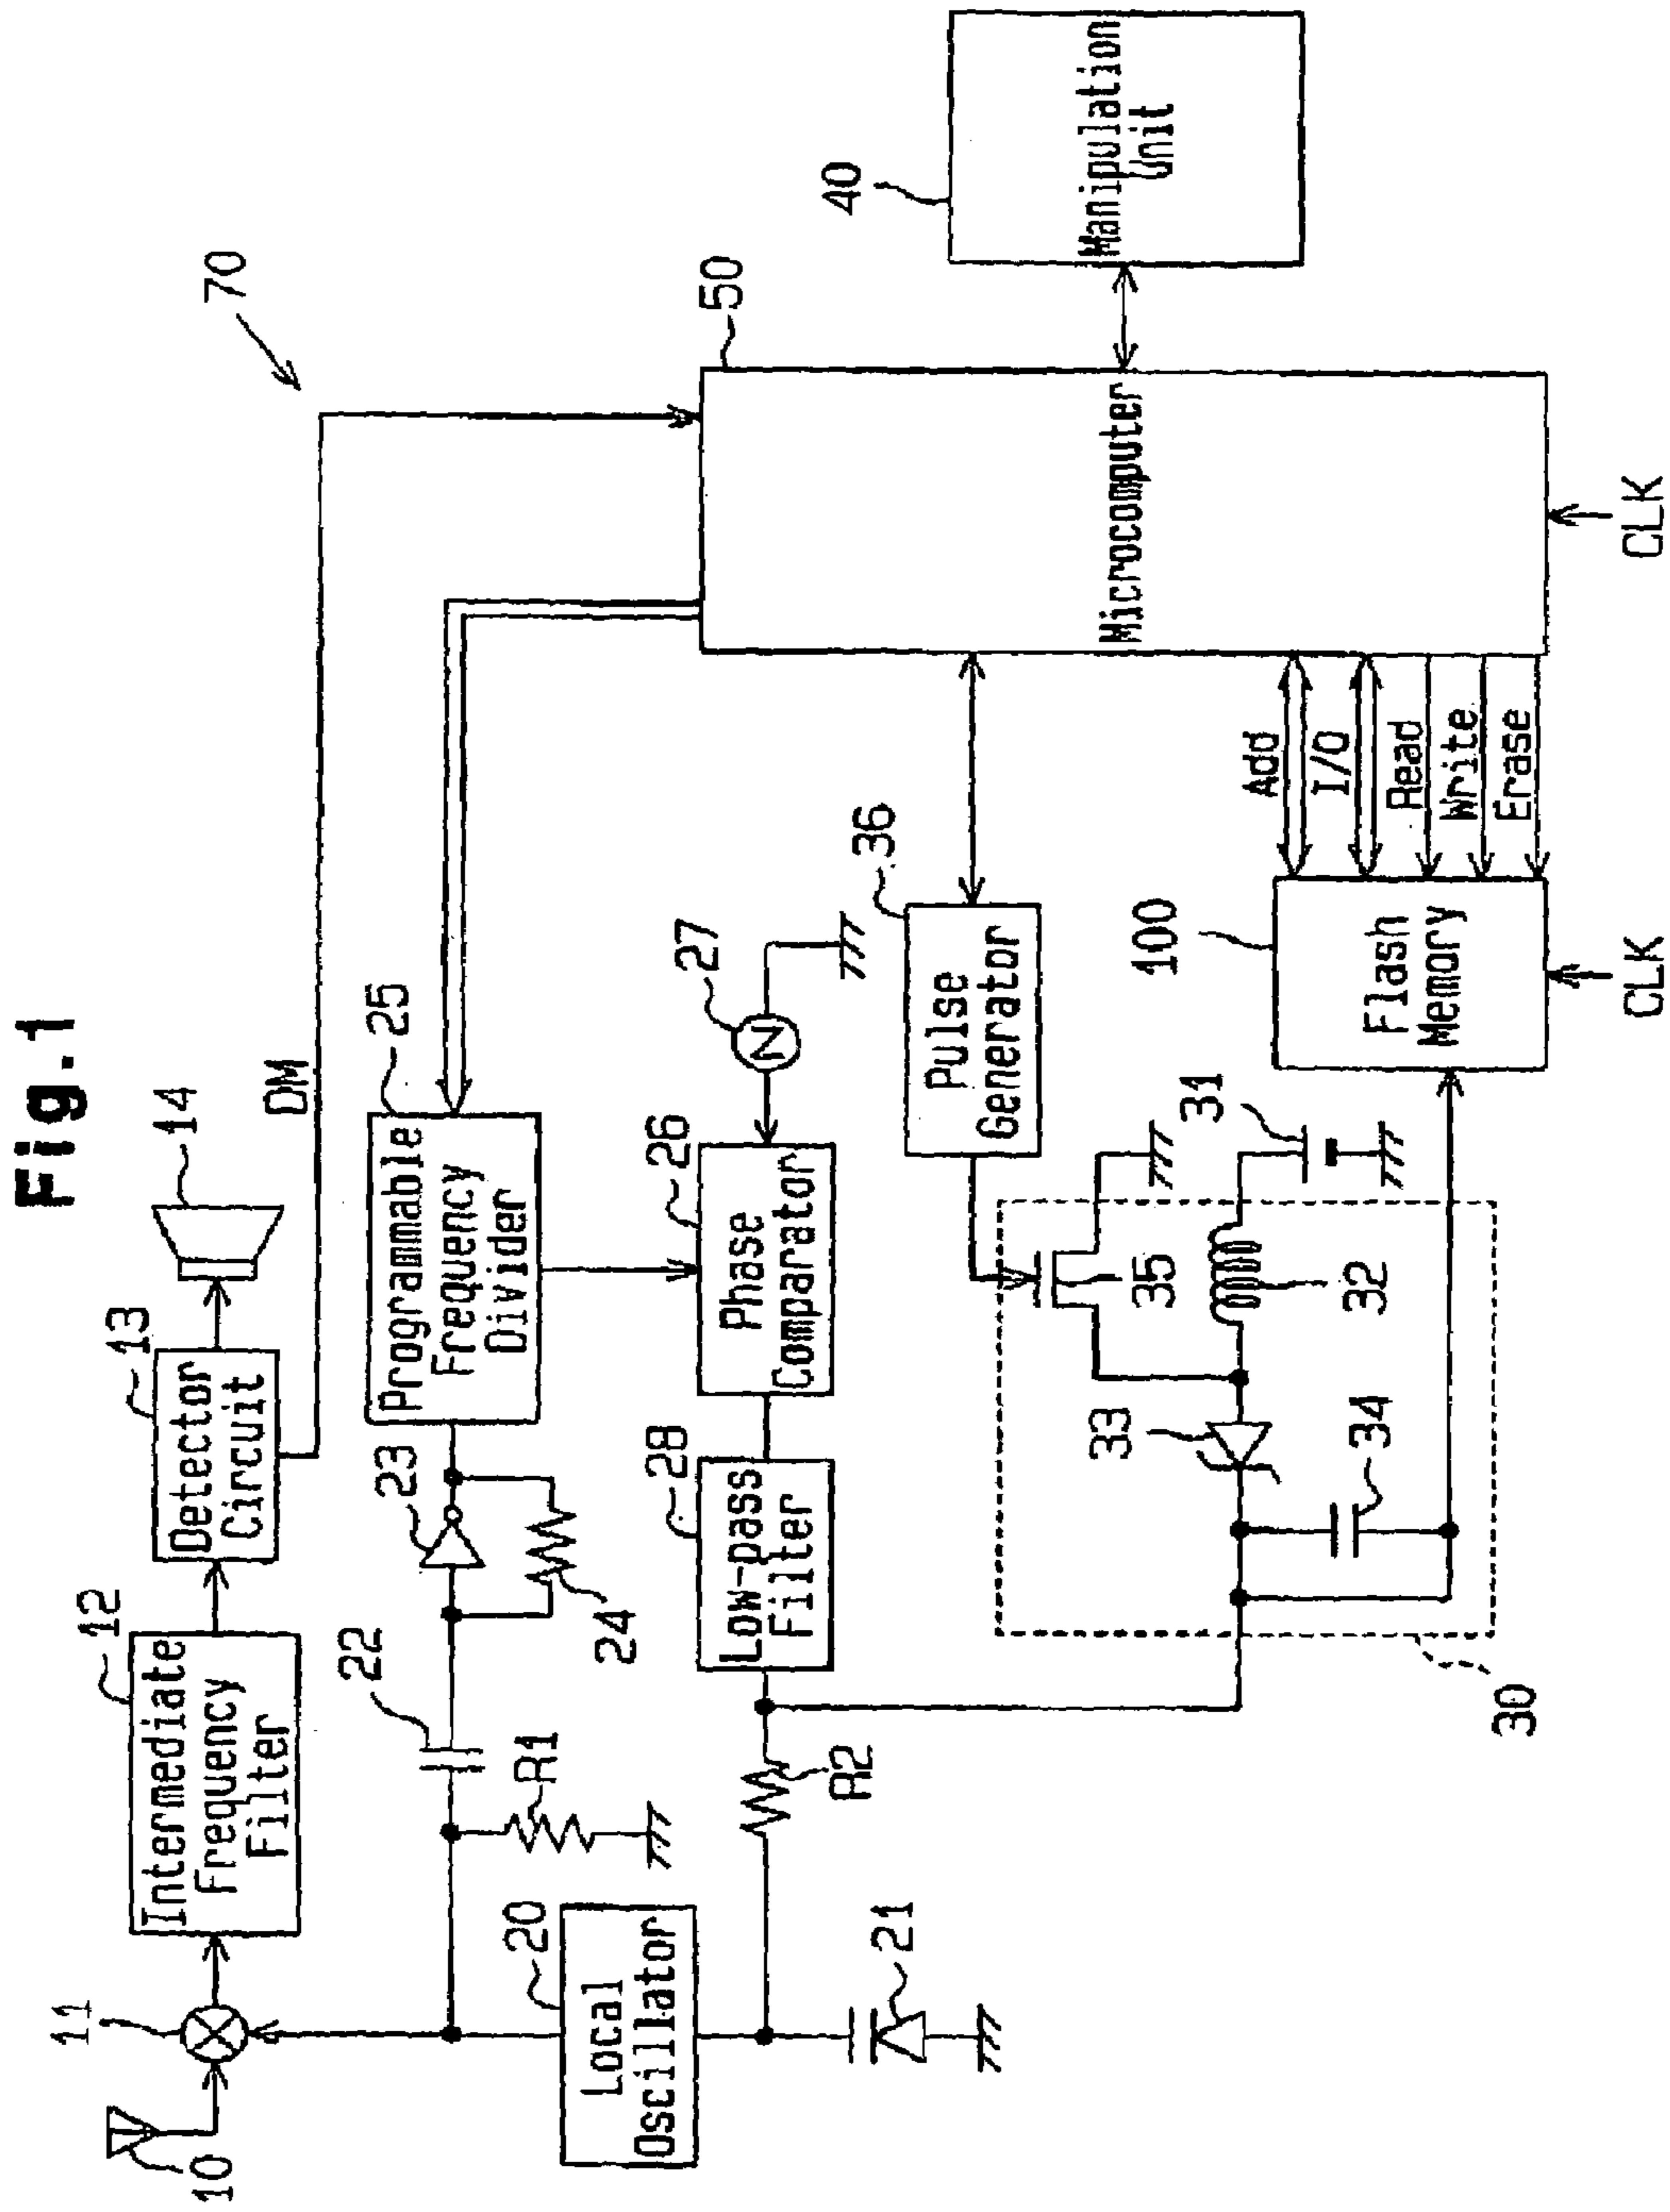 Fig.1
70
10
11
12
Intermediate
Frequency
Filter
13
Detector
Circuit
14
DM
22
R1
23
24
25
Programmable
Frequency
Divider
20
Local
Oscillator
21
R2
28
Low-pass
Filter
26
Phase
Comparator
27
36
Pulse
Generator
50
Microcomputer
40
Manipulation
Unit
30
31
32
33
34
35
100
Flash
Memory
Add
I/O
Read
Write
Erase
CLK
CLK